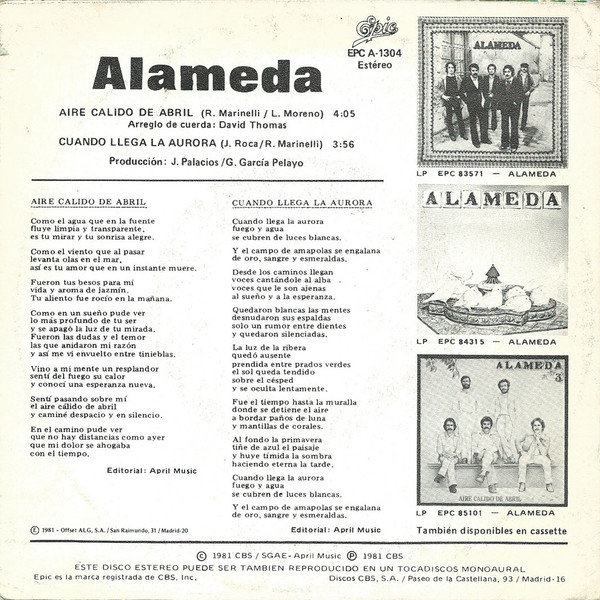 Epic
EPC A-1304
Estéreo
Alameda
AIRE CALIDO DE ABRIL (R. Marinelli / L. Moreno) 4:05
Arreglo de cuerda: David Thomas
CUANDO LLEGA LA AURORA (J. Roca/R. Marinelli) 3:56
Producción: J. Palacios/G. García Pelayo
AIRE CALIDO DE ABRIL
Como el agua que en la fuente
fluye limpia y transparente,
es tu mirar y tu sonrisa alegre.
Como el viento que al pasar
levanta olas en el mar,
así es tu amor que en un instante muere.
Fueron tus besos para mí
vida y aroma de jazmín.
Tu aliento fue rocío en la mañana.
Como en un sueño pude ver
lo más profundo de tu ser
y se apagó la luz de tu mirada.
Fueron las dudas y el temor
las que anidaron mi razón
y así me vi envuelto entre tinieblas.
Vino a mi mente un resplandor
sentí del fuego su calor
y conocí una esperanza nueva.
Sentí pasando sobre mí
el aire cálido de abril
y caminé despacio y en silencio.
En el camino pude ver
que no hay distancias como ayer
que mi dolor se ahogaba
con el tiempo.
Editorial: April Music
CUANDO LLEGA LA AURORA
Cuando llega la aurora
fuego y agua
se cubren de luces blancas.
Y el campo de amapolas se engalana
de oro, sangre y esmeraldas.
Desde los caminos llegan
voces cantándole al alba
voces que le son ajenas
al sueño y a la esperanza.
Quedaron blancas las mentes
desnudaron sus espaldas
solo un rumor entre dientes
y quedaron silenciadas.
La luz de la ribera
quedó ausente
prendida entre prados verdes
el sol queda tendido
sobre el césped
y se oculta lentamente.
Fue el tiempo hasta la muralla
donde se detiene el aire
a bordar paños de luna
y mantillas de corales.
Al fondo la primavera
tiñe de azul el paisaje
y huye tímida la sombra
haciendo eterna la tarde.
Cuando llega la aurora
fuego y agua
se cubren de luces blancas.
Y el campo de amapolas se engalana
de oro, sangre y esmeraldas.
Editorial: April Music
ALAMEDA
LP EPC 83571 — ALAMEDA
ALAMEDA
LP EPC 84315 — ALAMEDA
ALAMEDA
3
AIRE CALIDO DE ABRIL
LP EPC 85101 — ALAMEDA
También disponibles en cassette
Ⓒ 1981 - Offset ALG, S.A. / San Raimundo, 31 / Madrid-20
Ⓒ 1981 CBS / SGAE - April Music Ⓟ 1981 CBS
ESTE DISCO ESTEREO PUEDE SER TAMBIEN REPRODUCIDO EN UN TOCADISCOS MONOAURAL
Epic es la marca registrada de CBS, Inc.
Discos CBS, S.A. / Paseo de la Castellana, 93 / Madrid-16